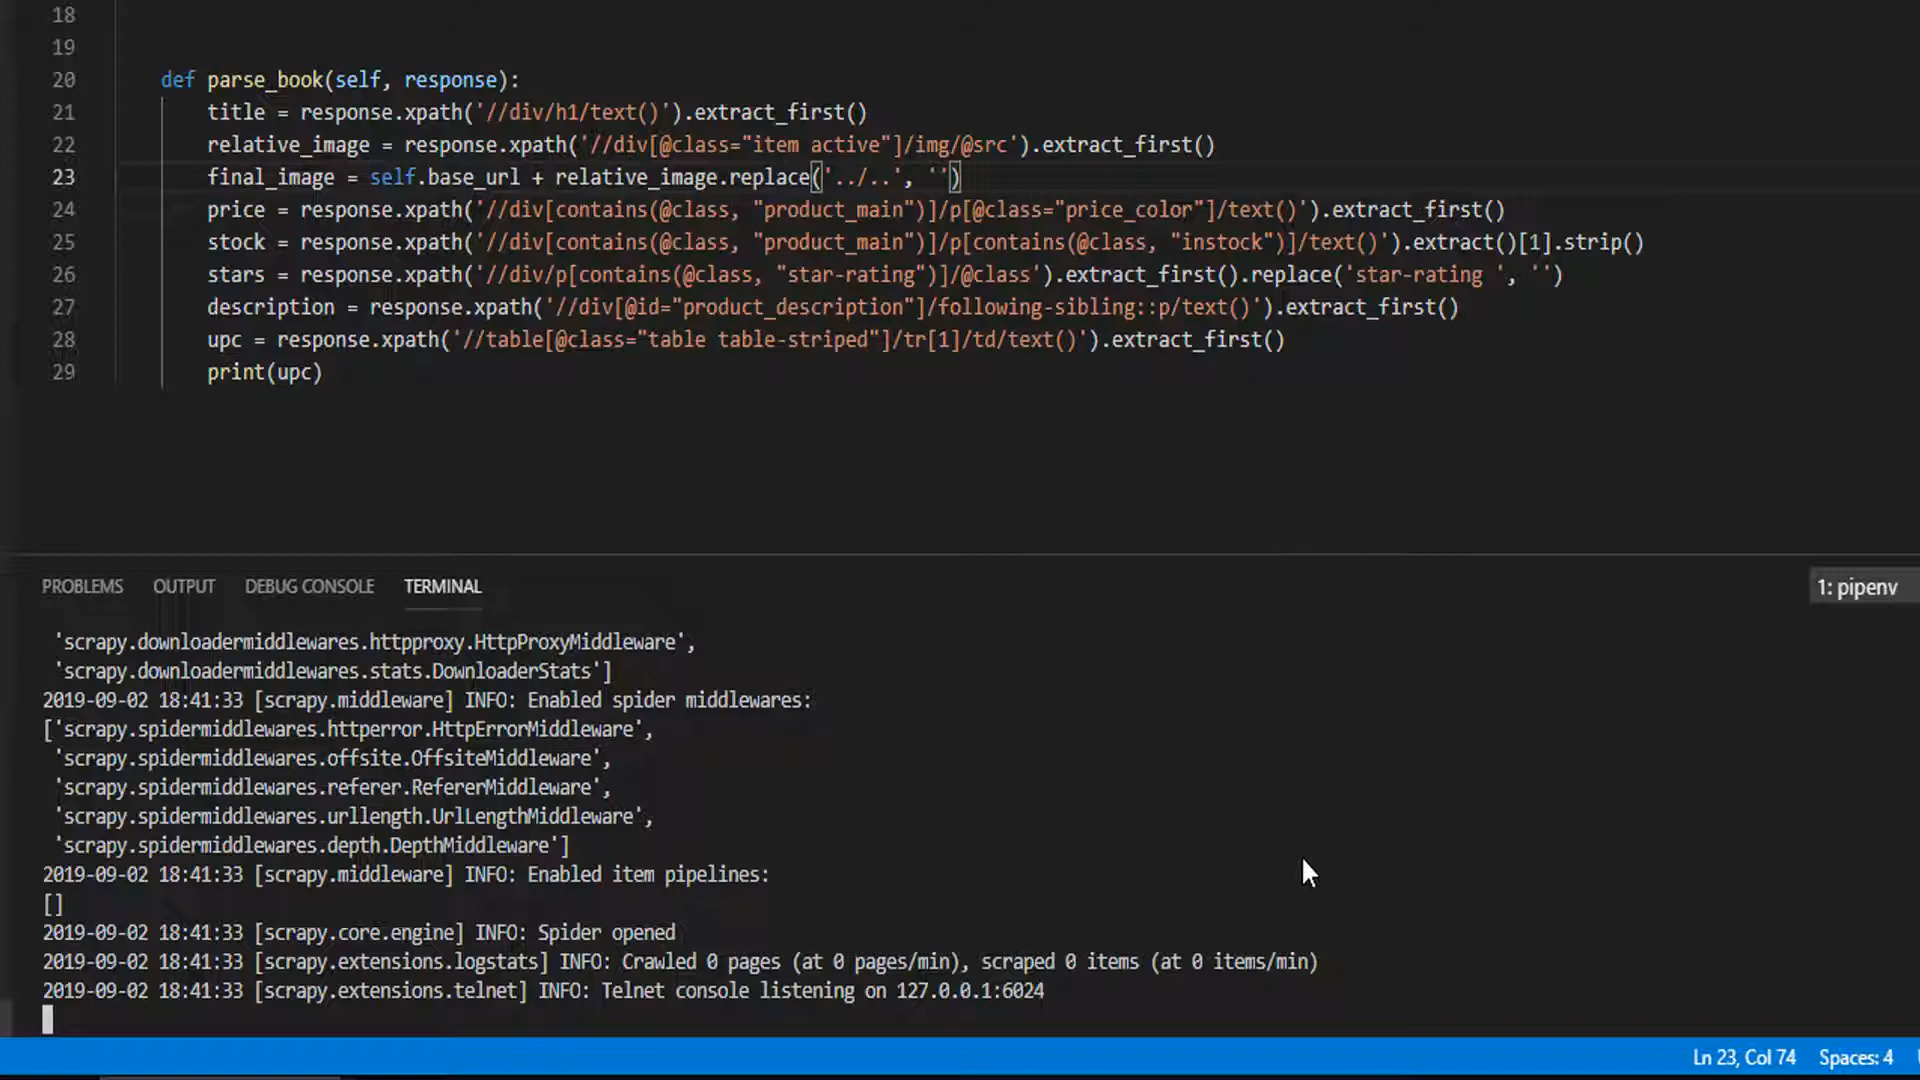 18
19
20 def parse_book(self, response):
21 title = response.xpath('//div/h1/text()').extract_first()
22 relative_image = response.xpath('//div[@class="item active"]/img/@src').extract_first()
23 final_image = self.base_url + relative_image.replace('../..', '')
24 price = response.xpath('//div[contains(@class, "product_main")]/p[@class="price_color"]/text()').extract_first()
25 stock = response.xpath('//div[contains(@class, "product_main")]/p[contains(@class, "instock")]/text()').extract()[1].strip()
26 stars = response.xpath('//div/p[contains(@class, "star-rating")]/@class').extract_first().replace('star-rating ', '')
27 description = response.xpath('//div[@id="product_description"]/following-sibling::p/text()').extract_first()
28 upc = response.xpath('//table[@class="table table-striped"]/tr[1]/td/text()').extract_first()
29 print(upc)
PROBLEMS OUTPUT DEBUG CONSOLE TERMINAL 1: pipenv
'scrapy.downloadermiddlewares.httpproxy.HttpProxyMiddleware',
'scrapy.downloadermiddlewares.stats.DownloaderStats']
2019-09-02 18:41:33 [scrapy.middleware] INFO: Enabled spider middlewares:
['scrapy.spidermiddlewares.httperror.HttpErrorMiddleware',
'scrapy.spidermiddlewares.offsite.OffsiteMiddleware',
'scrapy.spidermiddlewares.referer.RefererMiddleware',
'scrapy.spidermiddlewares.urllength.UrlLengthMiddleware',
'scrapy.spidermiddlewares.depth.DepthMiddleware']
2019-09-02 18:41:33 [scrapy.middleware] INFO: Enabled item pipelines:
[]
2019-09-02 18:41:33 [scrapy.core.engine] INFO: Spider opened
2019-09-02 18:41:33 [scrapy.extensions.logstats] INFO: Crawled 0 pages (at 0 pages/min), scraped 0 items (at 0 items/min)
2019-09-02 18:41:33 [scrapy.extensions.telnet] INFO: Telnet console listening on 127.0.0.1:6024
Ln 23, Col 74 Spaces: 4